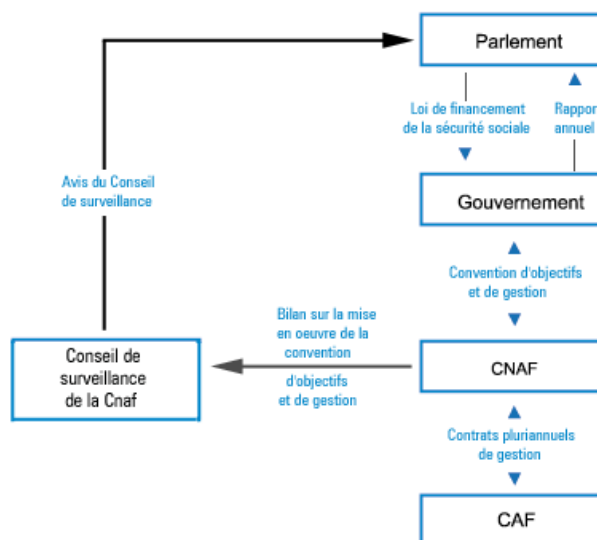 Parlement
Loi de financement
de la sécurité sociale
Rappor
annuel
Avis du Conseil
de surveillance
Gouvernement
Convention d'objectifs
et de gestion
Bilan sur la mise
en oeuvre de la
convention
d'objectifs
et de gestion
Conseil de
surveillance
de la Cnaf
CNAF
Contrats pluriannuels
de gestion
CAF